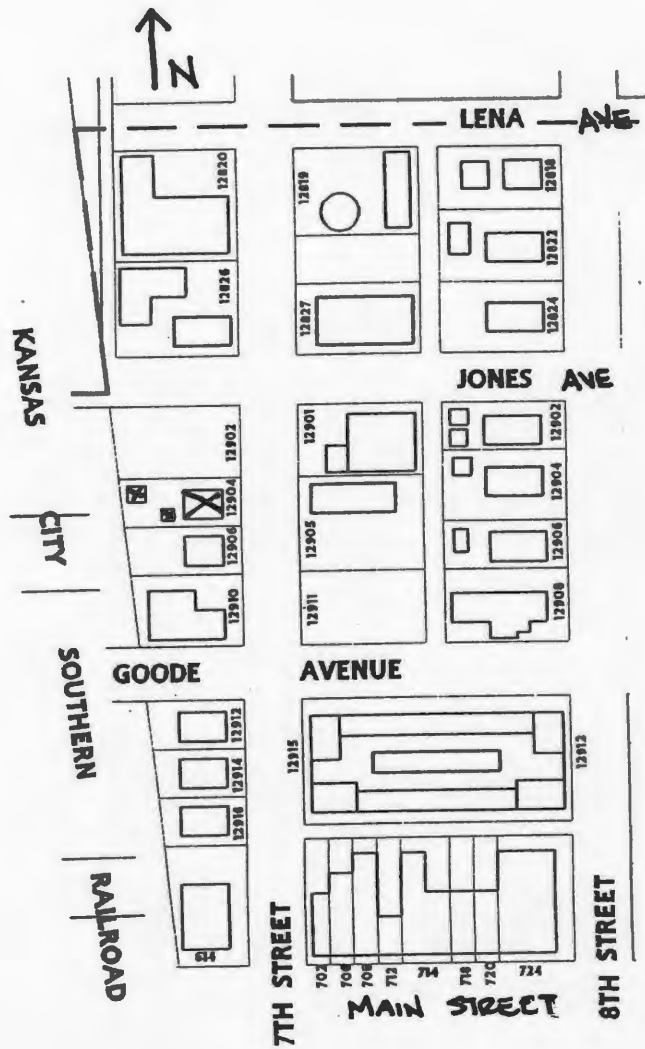 N
LENA AVE
12820
12819
12818
12822
12826
12827
12824
KANSAS
JONES AVE
12902
12901
12902
12904
12904
12905
12906
12906
CITY
12910
12911
12908
GOODE AVENUE
SOUTHERN
12912
12915
12912
12914
12916
RAILROAD
614
7TH STREET
702
706
708
712
714
718
720
724
8TH STREET
MAIN STREET